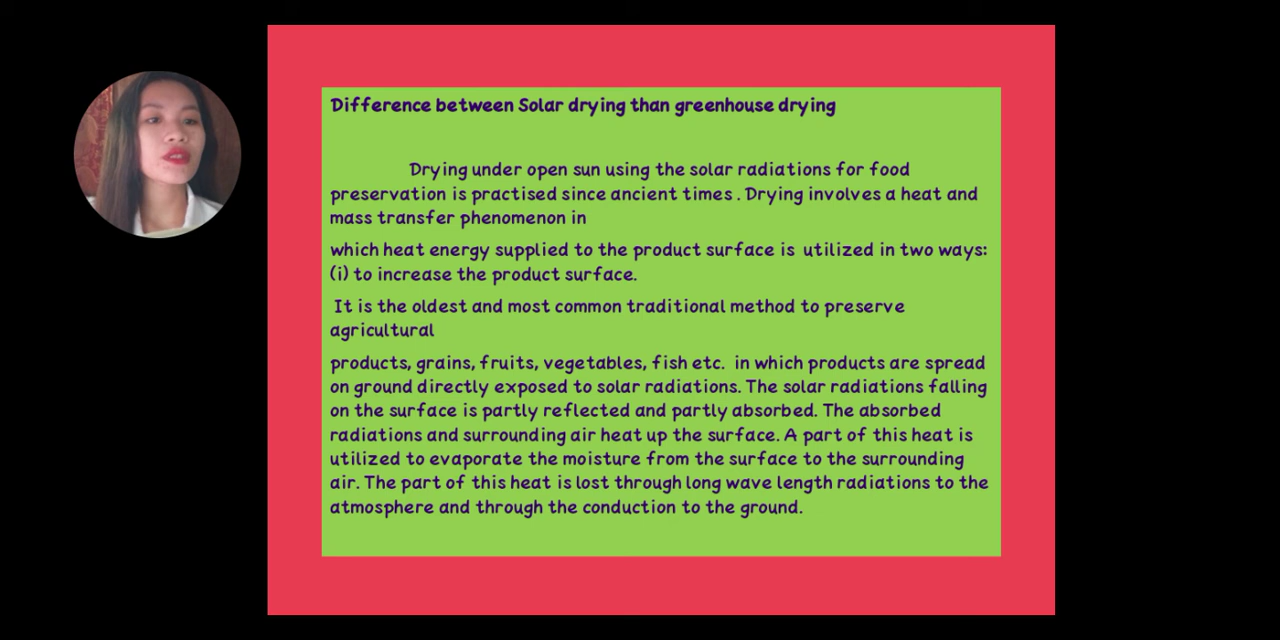 Difference between Solar drying than greenhouse drying
Drying under open sun using the solar radiations for food
preservation is practised since ancient times . Drying involves a heat and
mass transfer phenomenon in
which heat energy supplied to the product surface is utilized in two ways:
(i) to increase the product surface.
It is the oldest and most common traditional method to preserve
agricultural
products, grains, fruits, vegetables, fish etc. in which products are spread
on ground directly exposed to solar radiations. The solar radiations falling
on the surface is partly reflected and partly absorbed. The absorbed
radiations and surrounding air heat up the surface. A part of this heat is
utilized to evaporate the moisture from the surface to the surrounding
air. The part of this heat is lost through long wave length radiations to the
atmosphere and through the conduction to the ground.